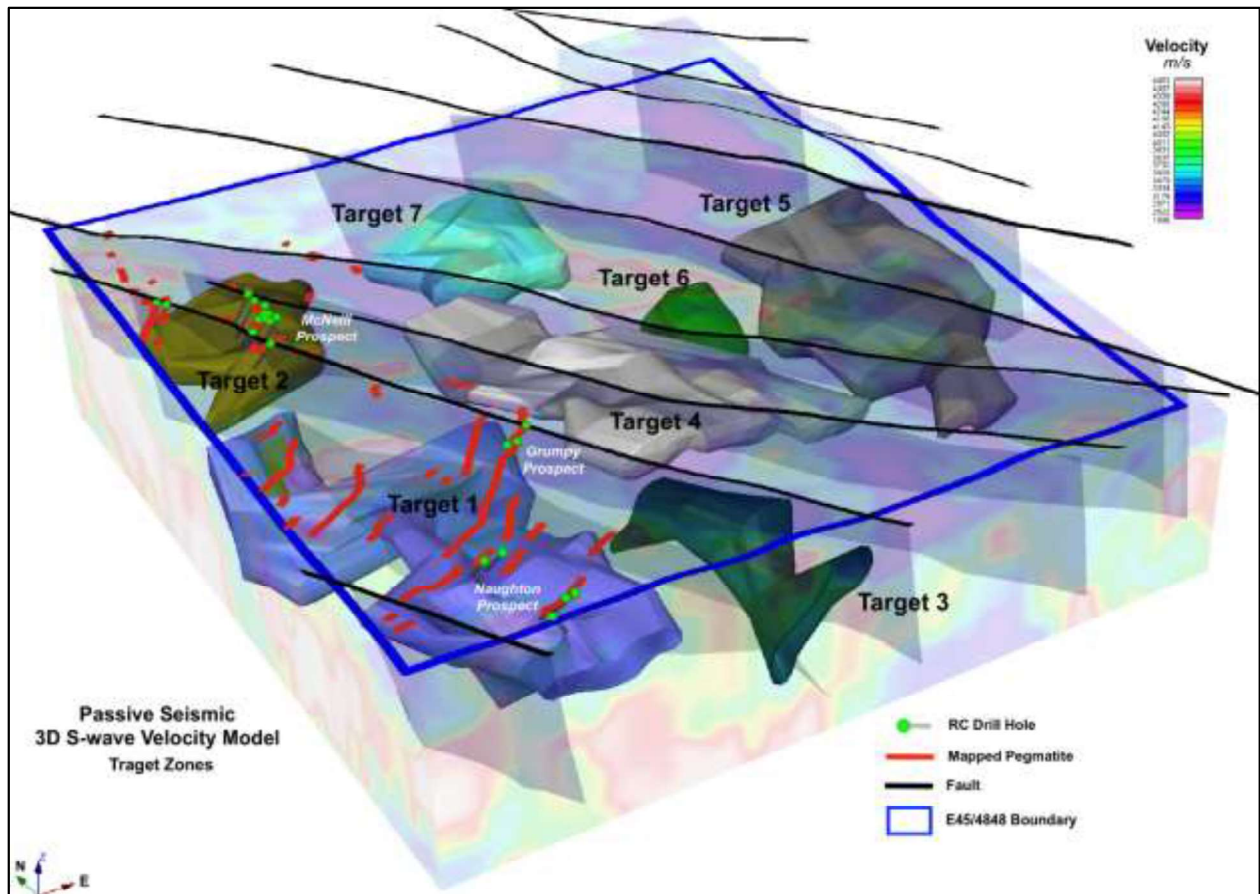 Velocity
m/s
Target 7
Target 5
Target 6
McNeill
Prospect
Target 2
Target 4
Grumpy
Prospect
Target 1
Naughton
Prospect
Target 3
Passive Seismic
3D S-wave Velocity Model
Traget Zones
RC Drill Hole
Mapped Pegmatite
Fault
E45/4848 Boundary
N
Z
E